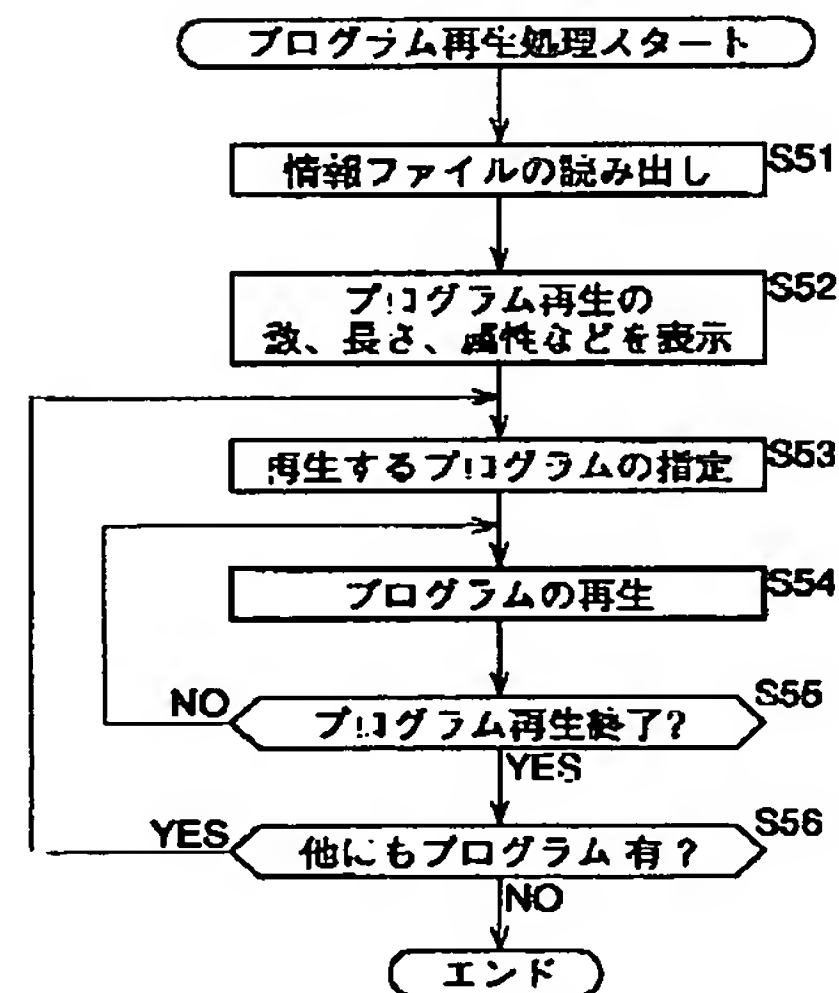 プログラム再生処理スタート
情報ファイルの読み出し
S51
プログラム再生の
数、長さ、属性などを表示
S52
再生するプログラムの指定
S53
プログラムの再生
S54
NO
プログラム再生終了?
S55
YES
YES
他にもプログラム有?
S56
NO
エンド